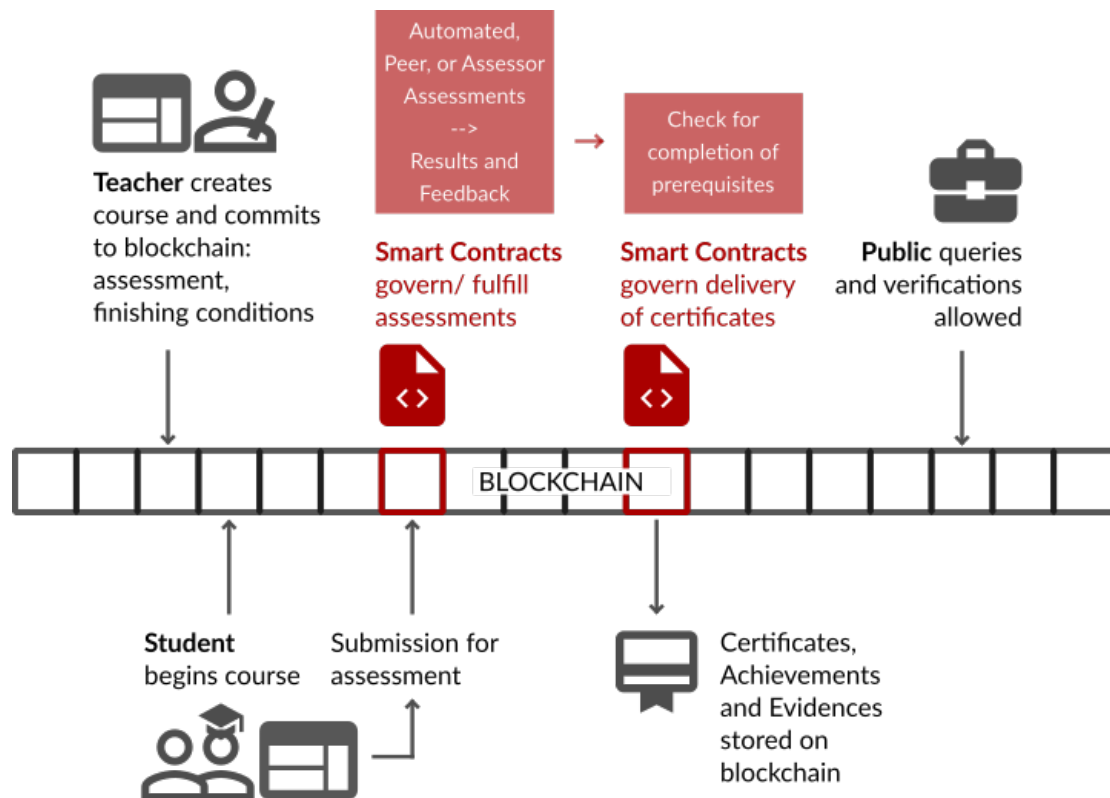 Automated,
Peer, or Assessor
Assessments
-->
Results and
Feedback
Check for
completion of
prerequisites
Teacher creates
course and commits
to blockchain:
assessment,
finishing conditions
Smart Contracts
govern/ fulfill
assessments
Smart Contracts
govern delivery
of certificates
Public queries
and verifications
allowed
< >
< >
BLOCKCHAIN
Student
begins course
Submission for
assessment
Certificates,
Achievements
and Evidences
stored on
blockchain